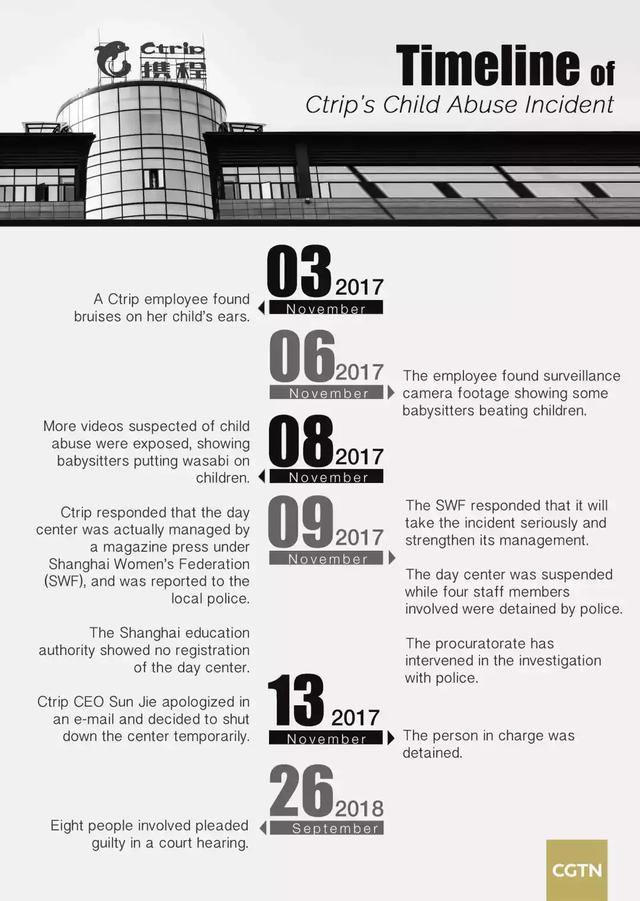 Ctrip
携程
Timeline of
Ctrip's Child Abuse Incident
03 2017
November
A Ctrip employee found
bruises on her child's ears.
06 2017
November
The employee found surveillance
camera footage showing some
babysitters beating children.
08 2017
November
More videos suspected of child
abuse were exposed, showing
babysitters putting wasabi on
children.
09 2017
November
Ctrip responded that the day
center was actually managed by
a magazine press under
Shanghai Women's Federation
(SWF), and was reported to the
local police.
The Shanghai education
authority showed no registration
of the day center.
Ctrip CEO Sun Jie apologized in
an e-mail and decided to shut
down the center temporarily.
The SWF responded that it will
take the incident seriously and
strengthen its management.
The day center was suspended
while four staff members
involved were detained by police.
The procuratorate has
intervened in the investigation
with police.
13 2017
November
The person in charge was
detained.
26 2018
September
Eight people involved pleaded
guilty in a court hearing.
CGTN